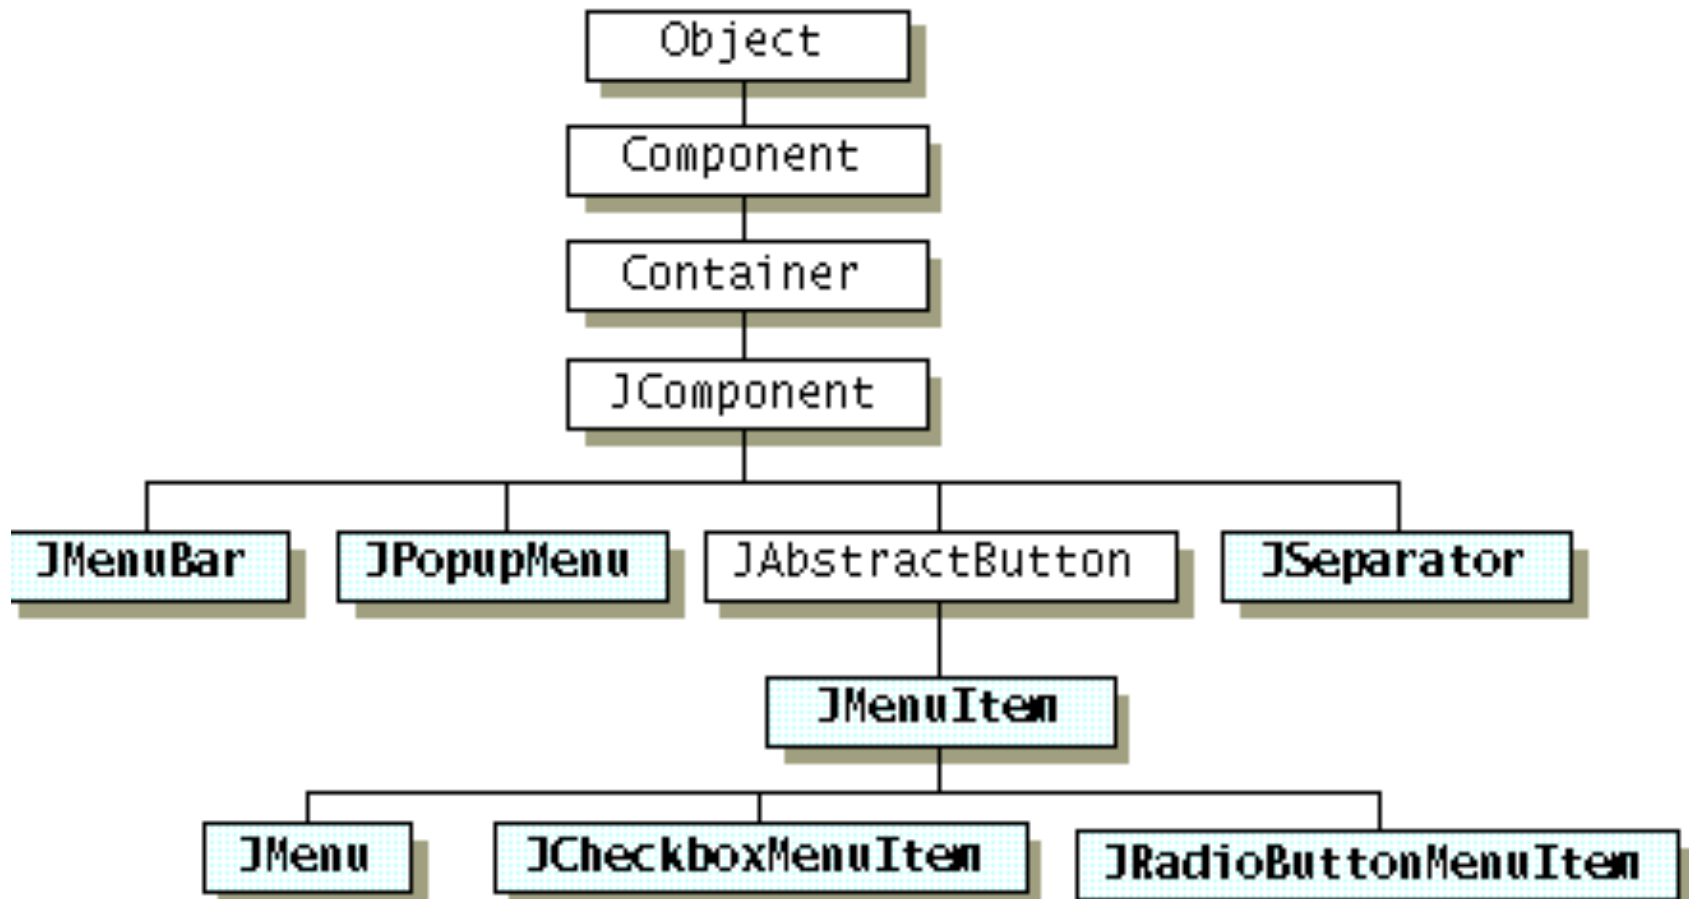 Object
Component
Container
JComponent
JMenuBar
JPopupMenu
JAbstractButton
JSeparator
JMenuItem
JMenu
JCheckboxMenuItem
JRadioButtonMenuItem